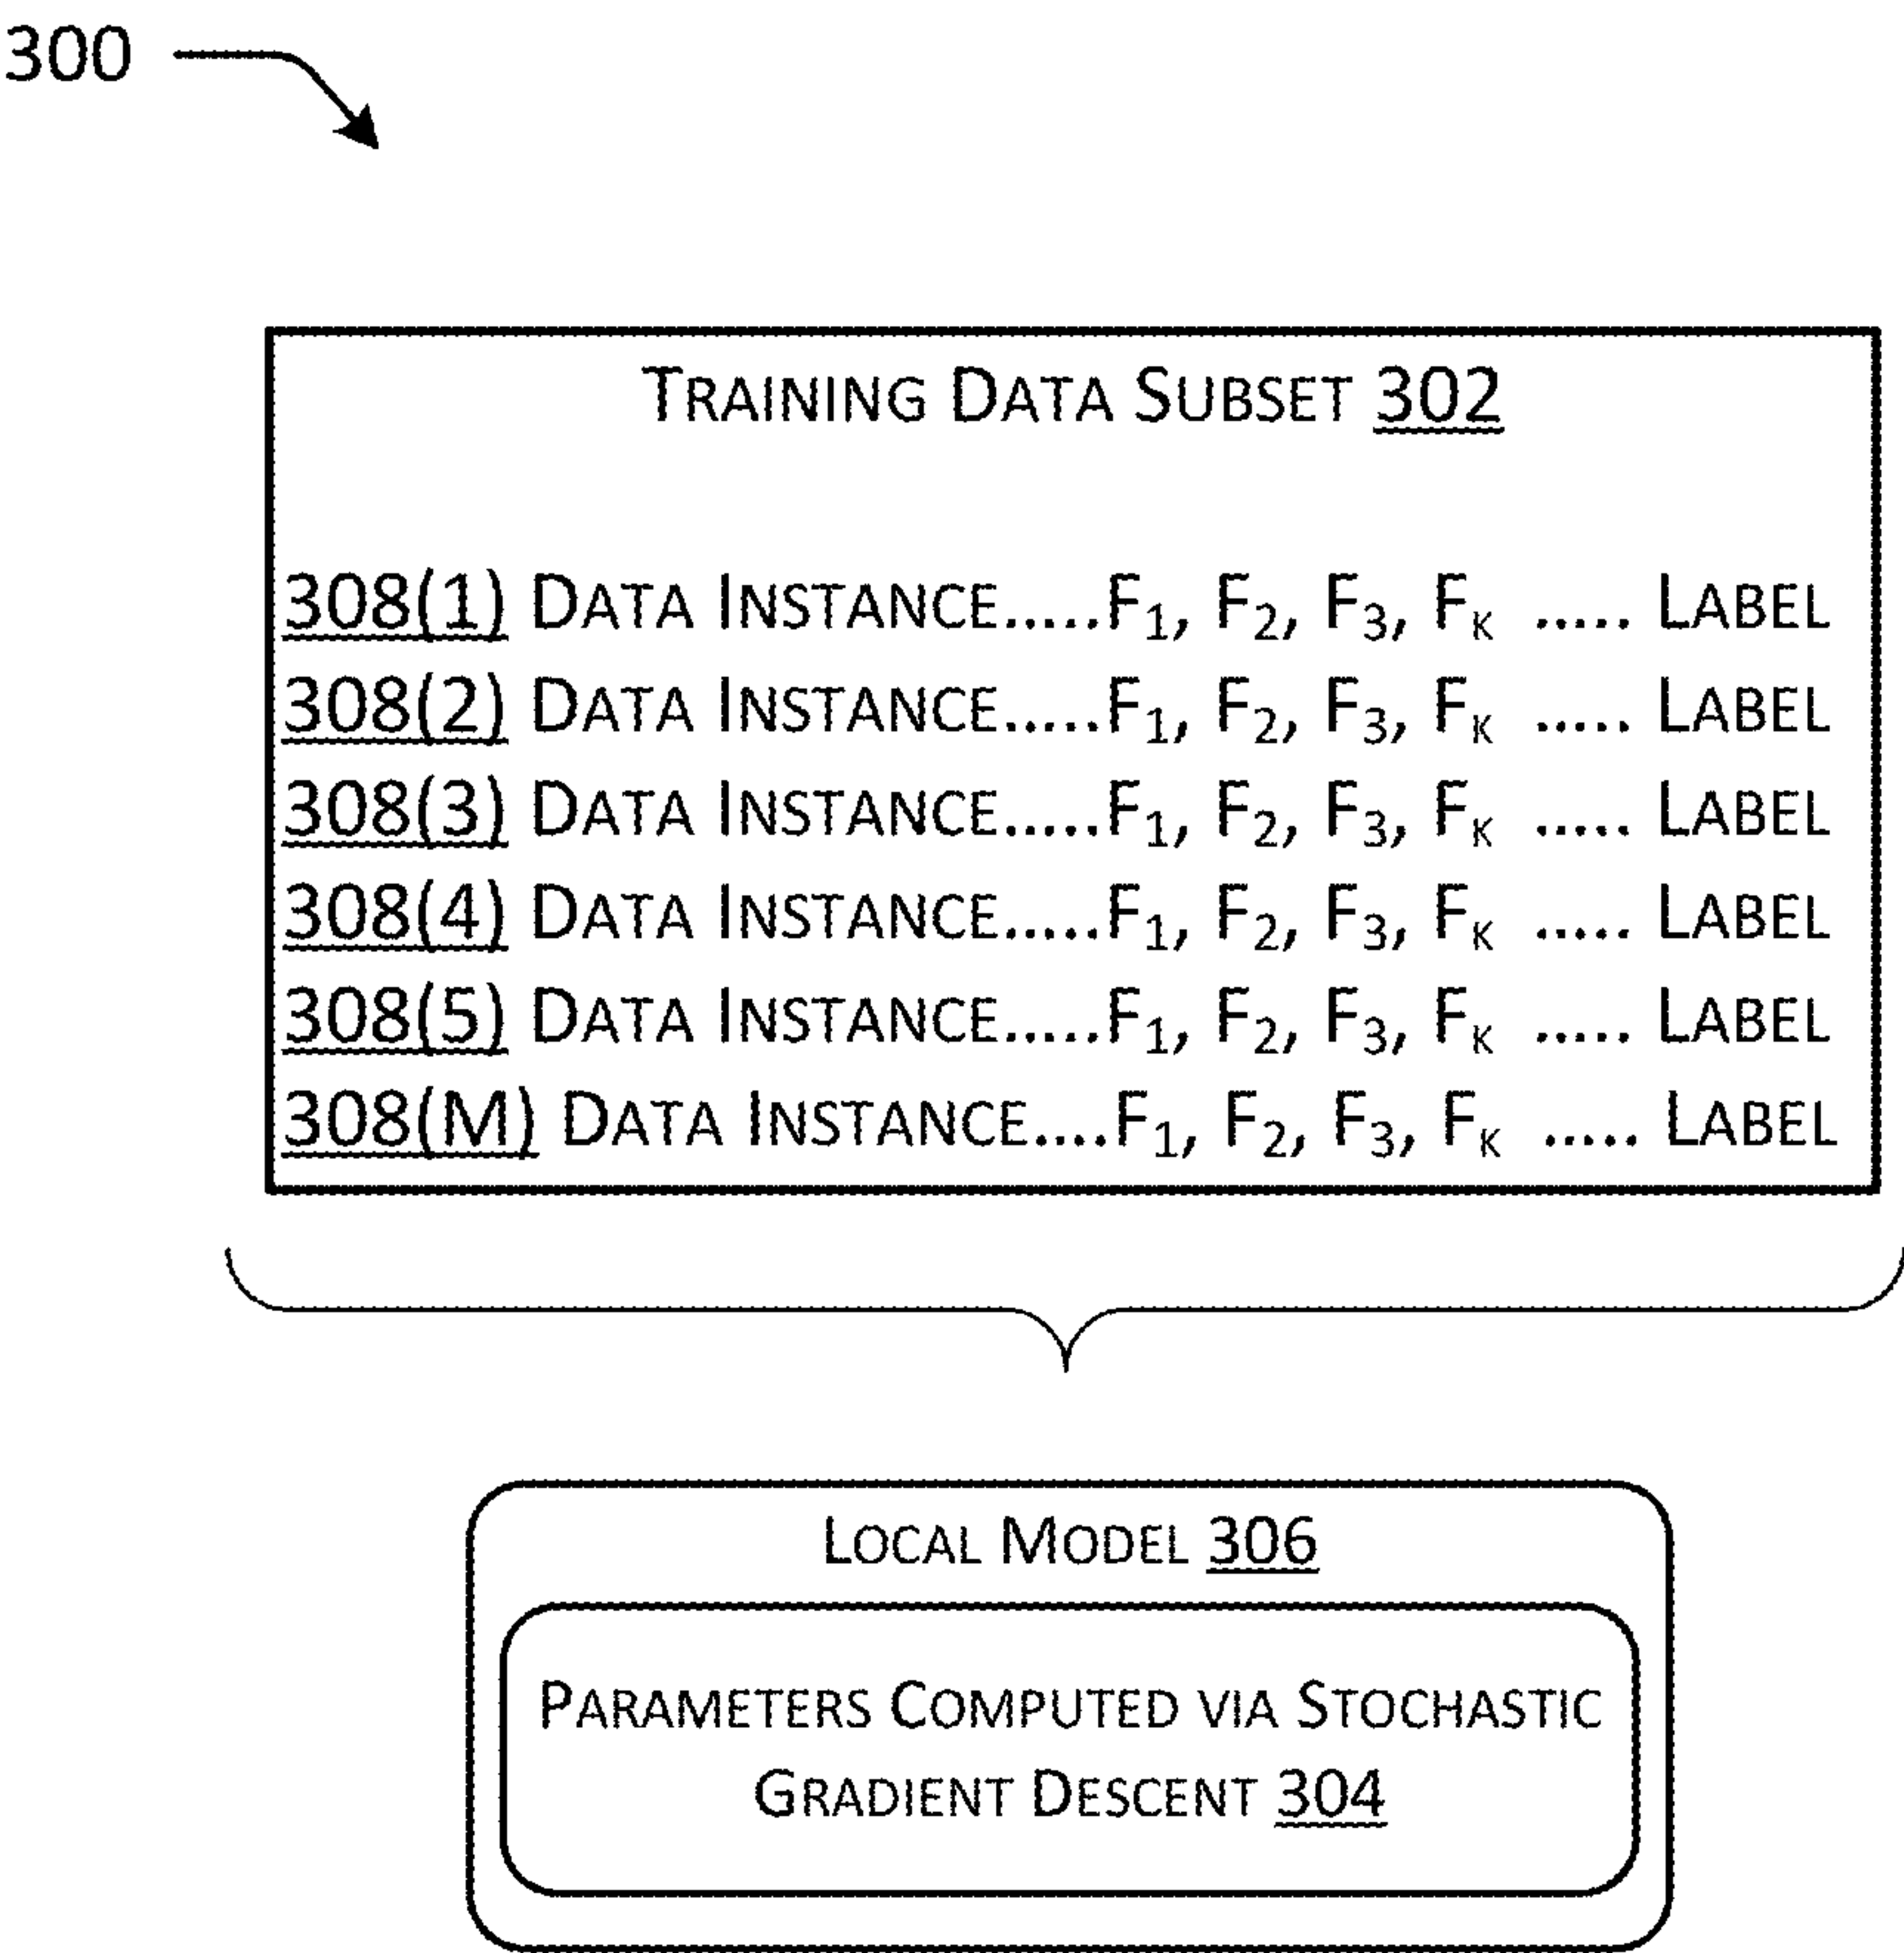 300
TRAINING DATA SUBSET 302
308(1) DATA INSTANCE.....F₁, F₂, F₃, Fₖ ..... LABEL
308(2) DATA INSTANCE.....F₁, F₂, F₃, Fₖ ..... LABEL
308(3) DATA INSTANCE.....F₁, F₂, F₃, Fₖ ..... LABEL
308(4) DATA INSTANCE.....F₁, F₂, F₃, Fₖ ..... LABEL
308(5) DATA INSTANCE.....F₁, F₂, F₃, Fₖ ..... LABEL
308(M) DATA INSTANCE....F₁, F₂, F₃, Fₖ ..... LABEL
LOCAL MODEL 306
PARAMETERS COMPUTED VIA STOCHASTIC
GRADIENT DESCENT 304